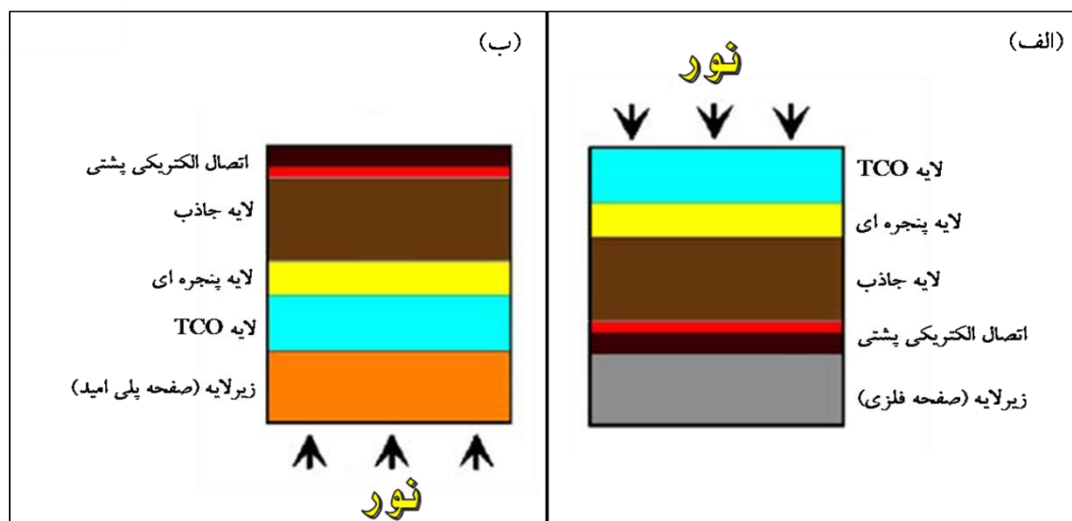 (الف)
نور
لایه TCO
لایه پنجره ای
لایه جاذب
اتصال الکتریکی پشتی
زیرلایه (صفحه فلزی)
(ب)
اتصال الکتریکی پشتی
لایه جاذب
لایه پنجره ای
لایه TCO
زیرلایه (صفحه پلی امید)
نور